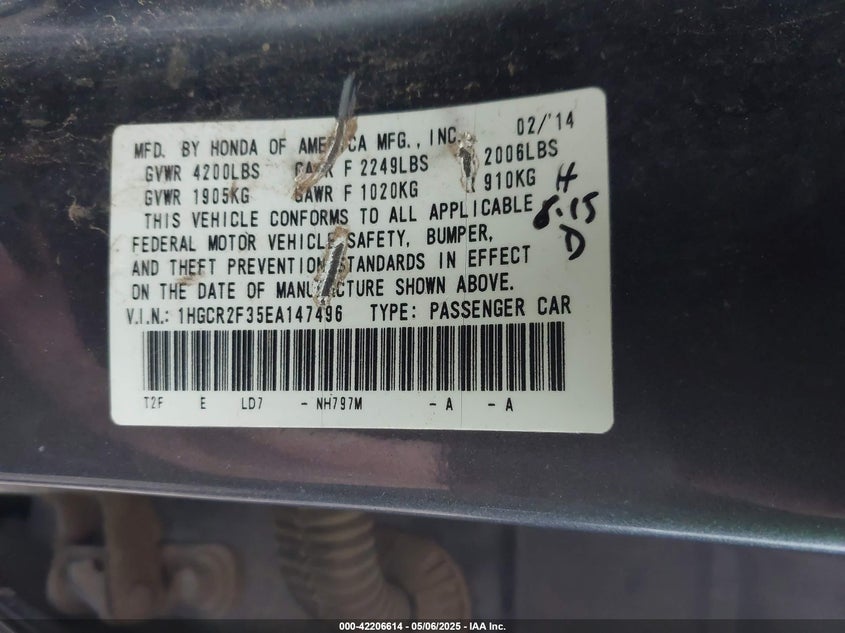 MFD. BY HONDA OF AMERICA MFG., INC. 02/'14
GVWR 4200LBS GAWR F 2249LBS 2006LBS
GVWR 1905KG GAWR F 1020KG 910KG
THIS VEHICLE CONFORMS TO ALL APPLICABLE
FEDERAL MOTOR VEHICLE SAFETY, BUMPER,
AND THEFT PREVENTION STANDARDS IN EFFECT
ON THE DATE OF MANUFACTURE SHOWN ABOVE.
V.I.N.: 1HGCR2F35EA147496 TYPE: PASSENGER CAR
T2F E LD7 - NH797M - A - A
H
8.15
D
000-42206614 - 05/06/2025 - IAA Inc.